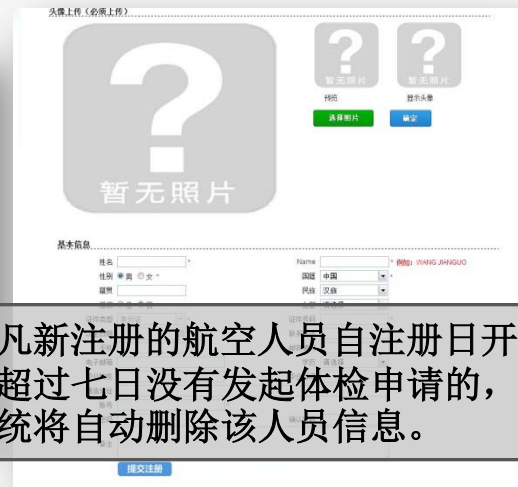 头像上传（必须上传）
暂无照片
暂无照片 暂无照片
预览 显示头像
选择照片 确定
基本信息
姓名 * Name * 例如：WANG JIANGUO
性别 男 女 * 国籍 中国 *
籍贯 民族 汉族
凡新注册的航空人员自注册日开
超过七日没有发起体检申请的，
统将自动删除该人员信息。
提交注册